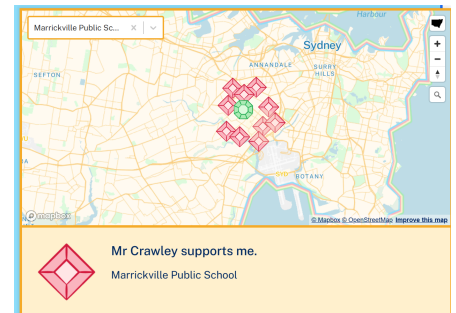 Marrickville Public Sc...
Harbour
Sydney
ANNANDALE
SURRY
HILLS
SEFTON
SYD
BOTANY
mapbox
© Mapbox © OpenStreetMap Improve this map
Mr Crawley supports me.
Marrickville Public School